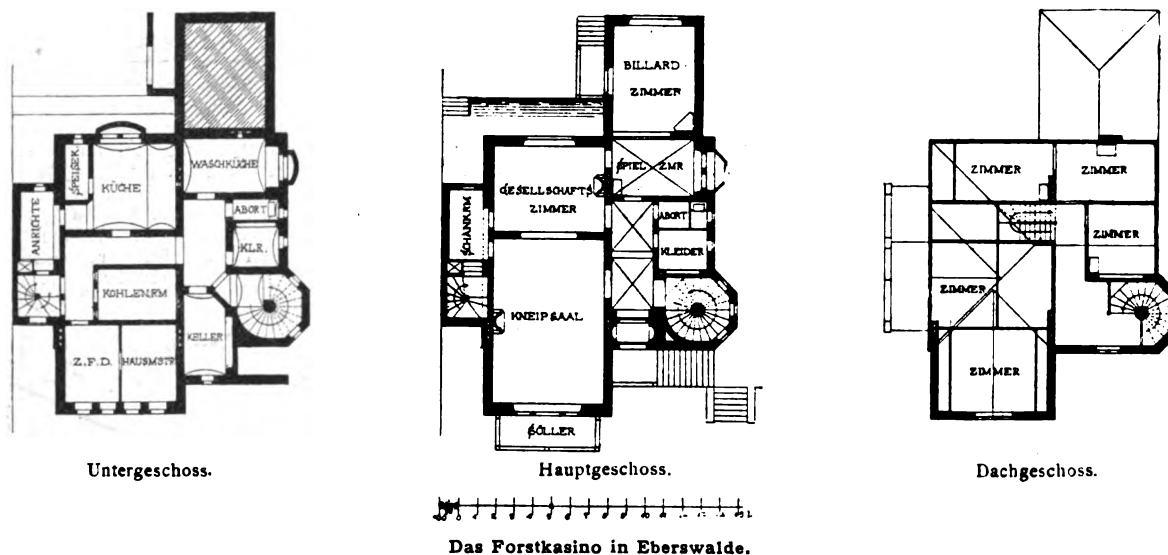 SPEISEK.
KÜCHE
WASCHKÜCHE
ANRICHTE
ABORT
KLR.
KOHLENRM
KELLER
Z.F.D.
HAUSMSTR
Untergeschoss.
BILLARD
ZIMMER
SPIEL ZMR
GESELLSCHAFTS
ZIMMER
SCHANKRM
ABORT
KLEIDER
KNEIPSAAL
SÖLLER
Hauptgeschoss.
ZIMMER
ZIMMER
ZIMMER
ZIMMER
ZIMMER
Dachgeschoss.
Das Forstkasino in Eberswalde.